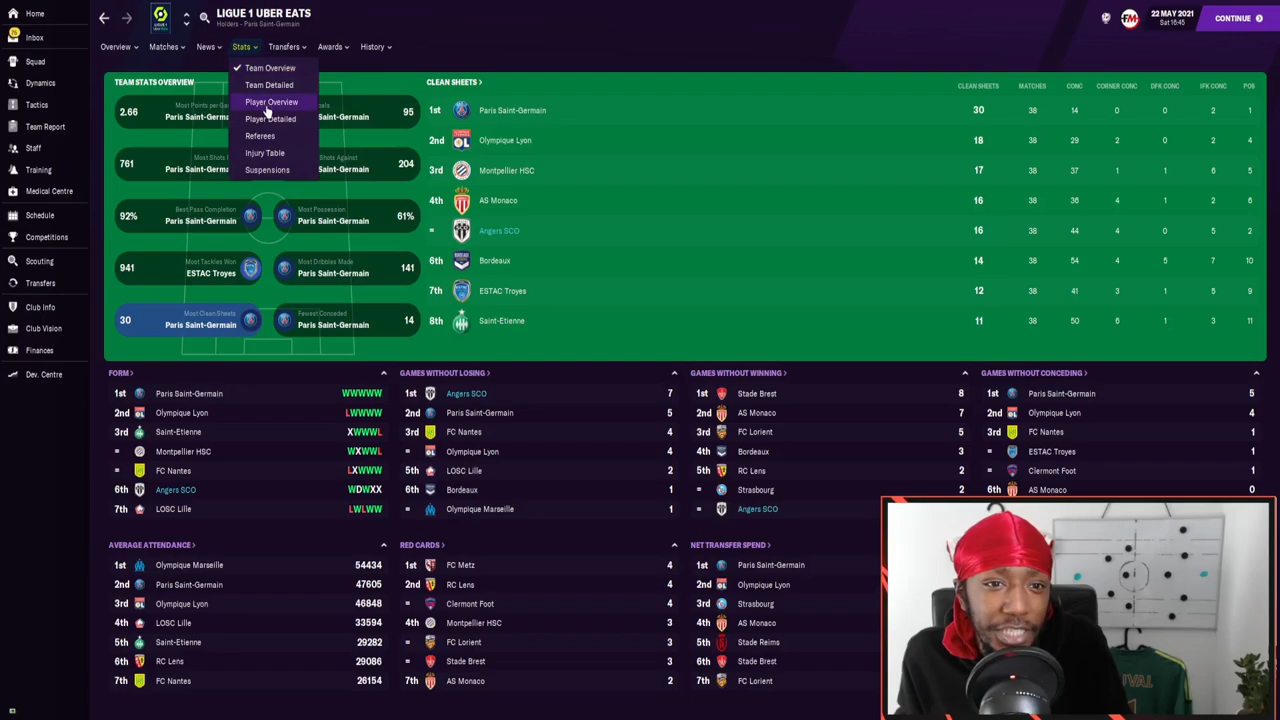 Home
Inbox
Squad
Dynamics
Tactics
Team Report
Staff
Training
Medical Centre
Schedule
Competitions
Scouting
Transfers
Club Info
Club Vision
Finances
Dev. Centre
LIGUE 1 UBER EATS
Holders - Paris Saint-Germain
FM
22 MAY 2021
Sat 16:45
CONTINUE
Overview Matches News Stats Transfers Awards History
Team Overview
Team Detailed
Player Overview
Player Detailed
Referees
Injury Table
Suspensions
TEAM STATS OVERVIEW
2.66 Paris Saint-Germain 95
761 Paris Saint-Germain 204
Best Pass Completion Most Possession
92% Paris Saint-Germain Paris Saint-Germain 61%
Most Tackles Won Most Dribbles Made
941 ESTAC Troyes Paris Saint-Germain 141
Most Clean Sheets Fewest Conceded
30 Paris Saint-Germain Paris Saint-Germain 14
CLEAN SHEETS CLEAN SHEETS MATCHES CONC CORNER CONC DFK CONC IFK CONC POS
1st Paris Saint-Germain 30 38 14 0 0 2 1
2nd Olympique Lyon 18 38 29 2 0 2 4
3rd Montpellier HSC 17 38 37 1 1 6 5
4th AS Monaco 16 38 36 4 1 2 6
= Angers SCO 16 38 44 4 0 5 2
6th Bordeaux 14 38 54 4 5 7 10
7th ESTAC Troyes 12 38 41 3 1 5 9
8th Saint-Etienne 11 38 50 6 1 3 11
FORM
1st Paris Saint-Germain WWWWW
2nd Olympique Lyon LWWWW
3rd Saint-Etienne XWWWL
= Montpellier HSC WXWWL
= FC Nantes LXWWW
6th Angers SCO WDWXX
7th LOSC Lille LWLWW
GAMES WITHOUT LOSING
1st Angers SCO 7
2nd Paris Saint-Germain 5
3rd FC Nantes 4
= Olympique Lyon 4
5th LOSC Lille 2
6th Bordeaux 1
= Olympique Marseille 1
GAMES WITHOUT WINNING
1st Stade Brest 8
2nd AS Monaco 7
3rd FC Lorient 5
4th Bordeaux 3
5th RC Lens 2
= Strasbourg 2
= Angers SCO
GAMES WITHOUT CONCEDING
1st Paris Saint-Germain 5
2nd Olympique Lyon 4
3rd FC Nantes 1
= ESTAC Troyes 1
= Clermont Foot 1
6th AS Monaco 0
AVERAGE ATTENDANCE
1st Olympique Marseille 54434
2nd Paris Saint-Germain 47605
3rd Olympique Lyon 46848
4th LOSC Lille 33594
5th Saint-Etienne 29282
6th RC Lens 29086
7th FC Nantes 26154
RED CARDS
1st FC Metz 4
2nd RC Lens 4
= Clermont Foot 4
4th Montpellier HSC 3
= FC Lorient 3
= Stade Brest 3
7th AS Monaco 2
NET TRANSFER SPEND
1st Paris Saint-Germain
2nd Olympique Lyon
3rd Strasbourg
4th AS Monaco
5th Stade Reims
6th Stade Brest
7th FC Lorient